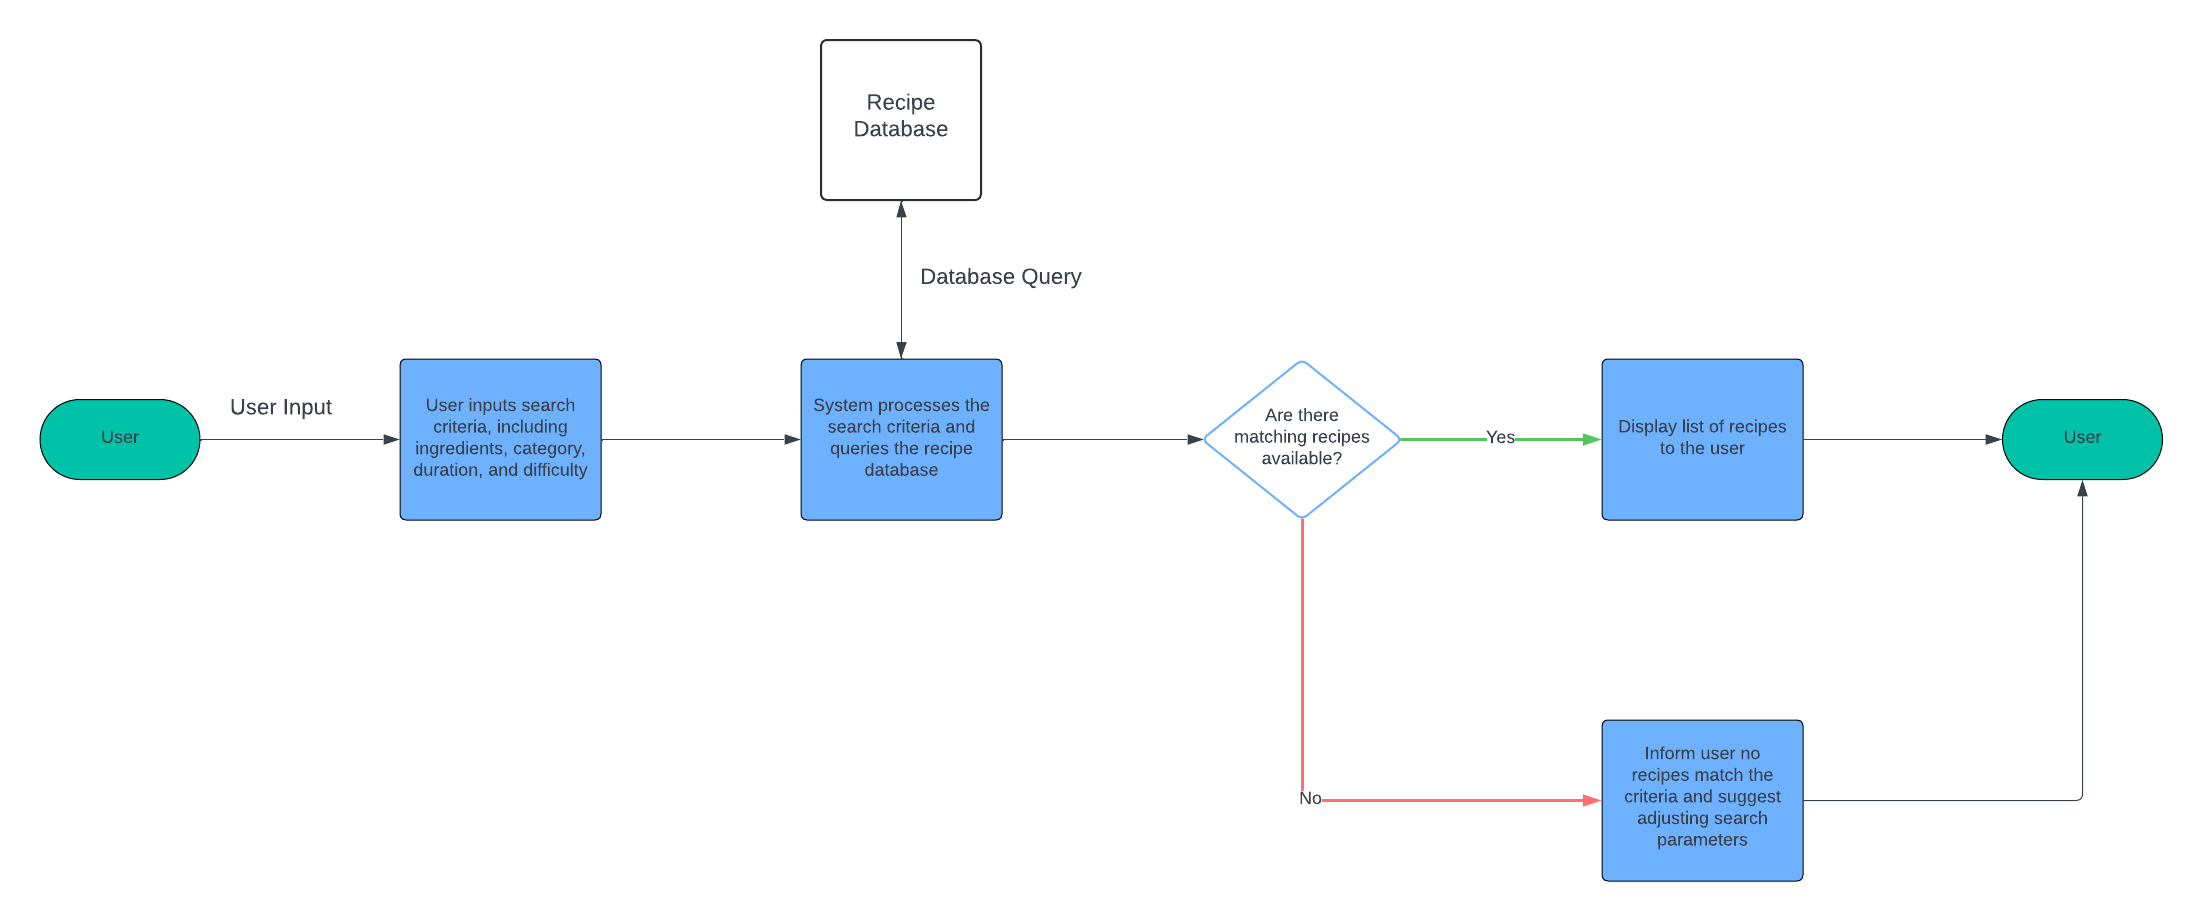 Recipe
Database
Database Query
User
User Input
User inputs search
criteria, including
ingredients, category,
duration, and difficulty
System processes the
search criteria and
queries the recipe
database
Are there
matching recipes
available?
Yes
Display list of recipes
to the user
User
No
Inform user no
recipes match the
criteria and suggest
adjusting search
parameters